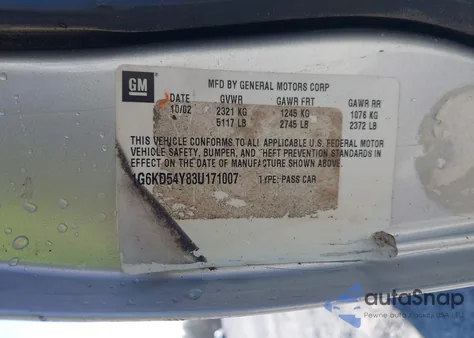 GM
MFD BY GENERAL MOTORS CORP
DATE GVWR GAWR FRT GAWR RR
10/02 2321 KG 1245 KG 1076 KG
5117 LB 2745 LB 2372 LB
THIS VEHICLE CONFORMS TO ALL APPLICABLE U.S. FEDERAL MOTOR
VEHICLE SAFETY, BUMPER, AND THEFT PREVENTION STANDARDS IN
EFFECT ON THE DATE OF MANUFACTURE SHOWN ABOVE.
1G6KD54Y83U171007 TYPE: PASS CAR
autoSnap
Pewne auta